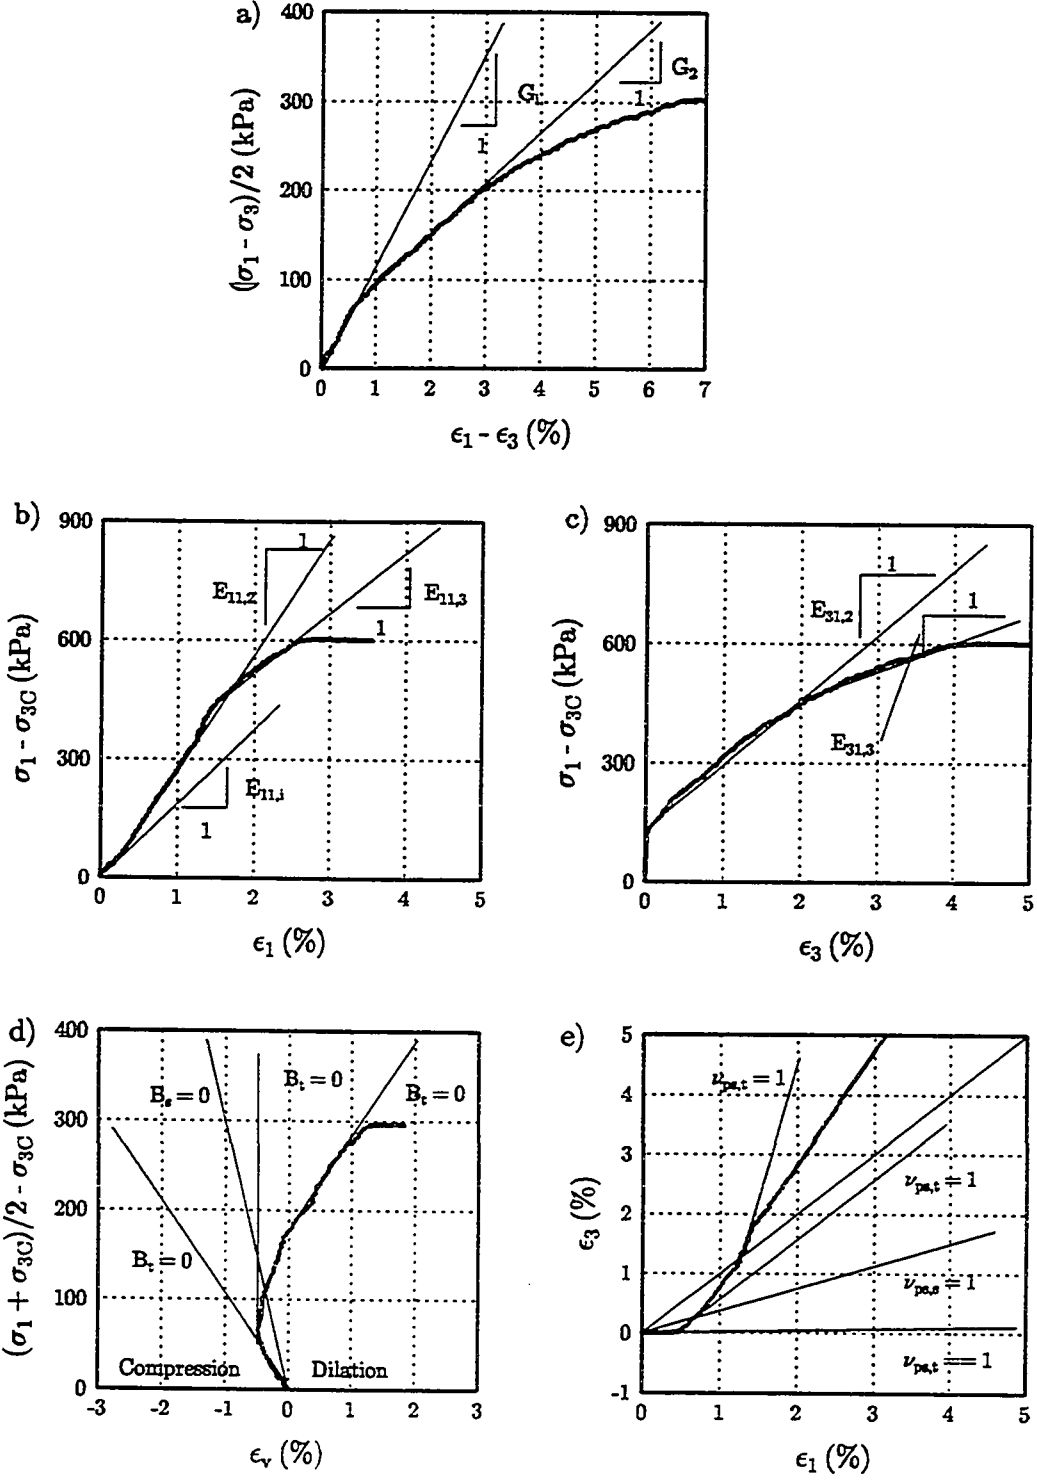 a)
400
300
200
100
0
(|σ₁ - σ₃)/2 (kPa)
G₁
1
G₂
1
0 1 2 3 4 5 6 7
ϵ₁ - ϵ₃ (%)
b)
900
600
300
0
σ₁ - σ₃C (kPa)
1
E₁₁,₂
E₁₁,₃
1
E₁₁,i
1
0 1 2 3 4 5
ϵ₁ (%)
c)
900
600
300
0
σ₁ - σ₃C (kPa)
1
E₃₁,₂
1
E₃₁,₃
0 1 2 3 4 5
ϵ₃ (%)
d)
400
300
200
100
0
(σ₁ + σ₃C)/2 - σ₃C (kPa)
Bₛ = 0
Bₜ = 0
Bₜ = 0
Bₜ = 0
Compression Dilation
-3 -2 -1 0 1 2 3
ϵᵥ (%)
e)
5
4
3
2
1
0
-1
ϵ₃ (%)
νₚₛ,ₜ = 1
νₚₛ,ₜ = 1
νₚₛ,ₛ = 1
νₚₛ,ₜ = 1
0 1 2 3 4 5
ϵ₁ (%)